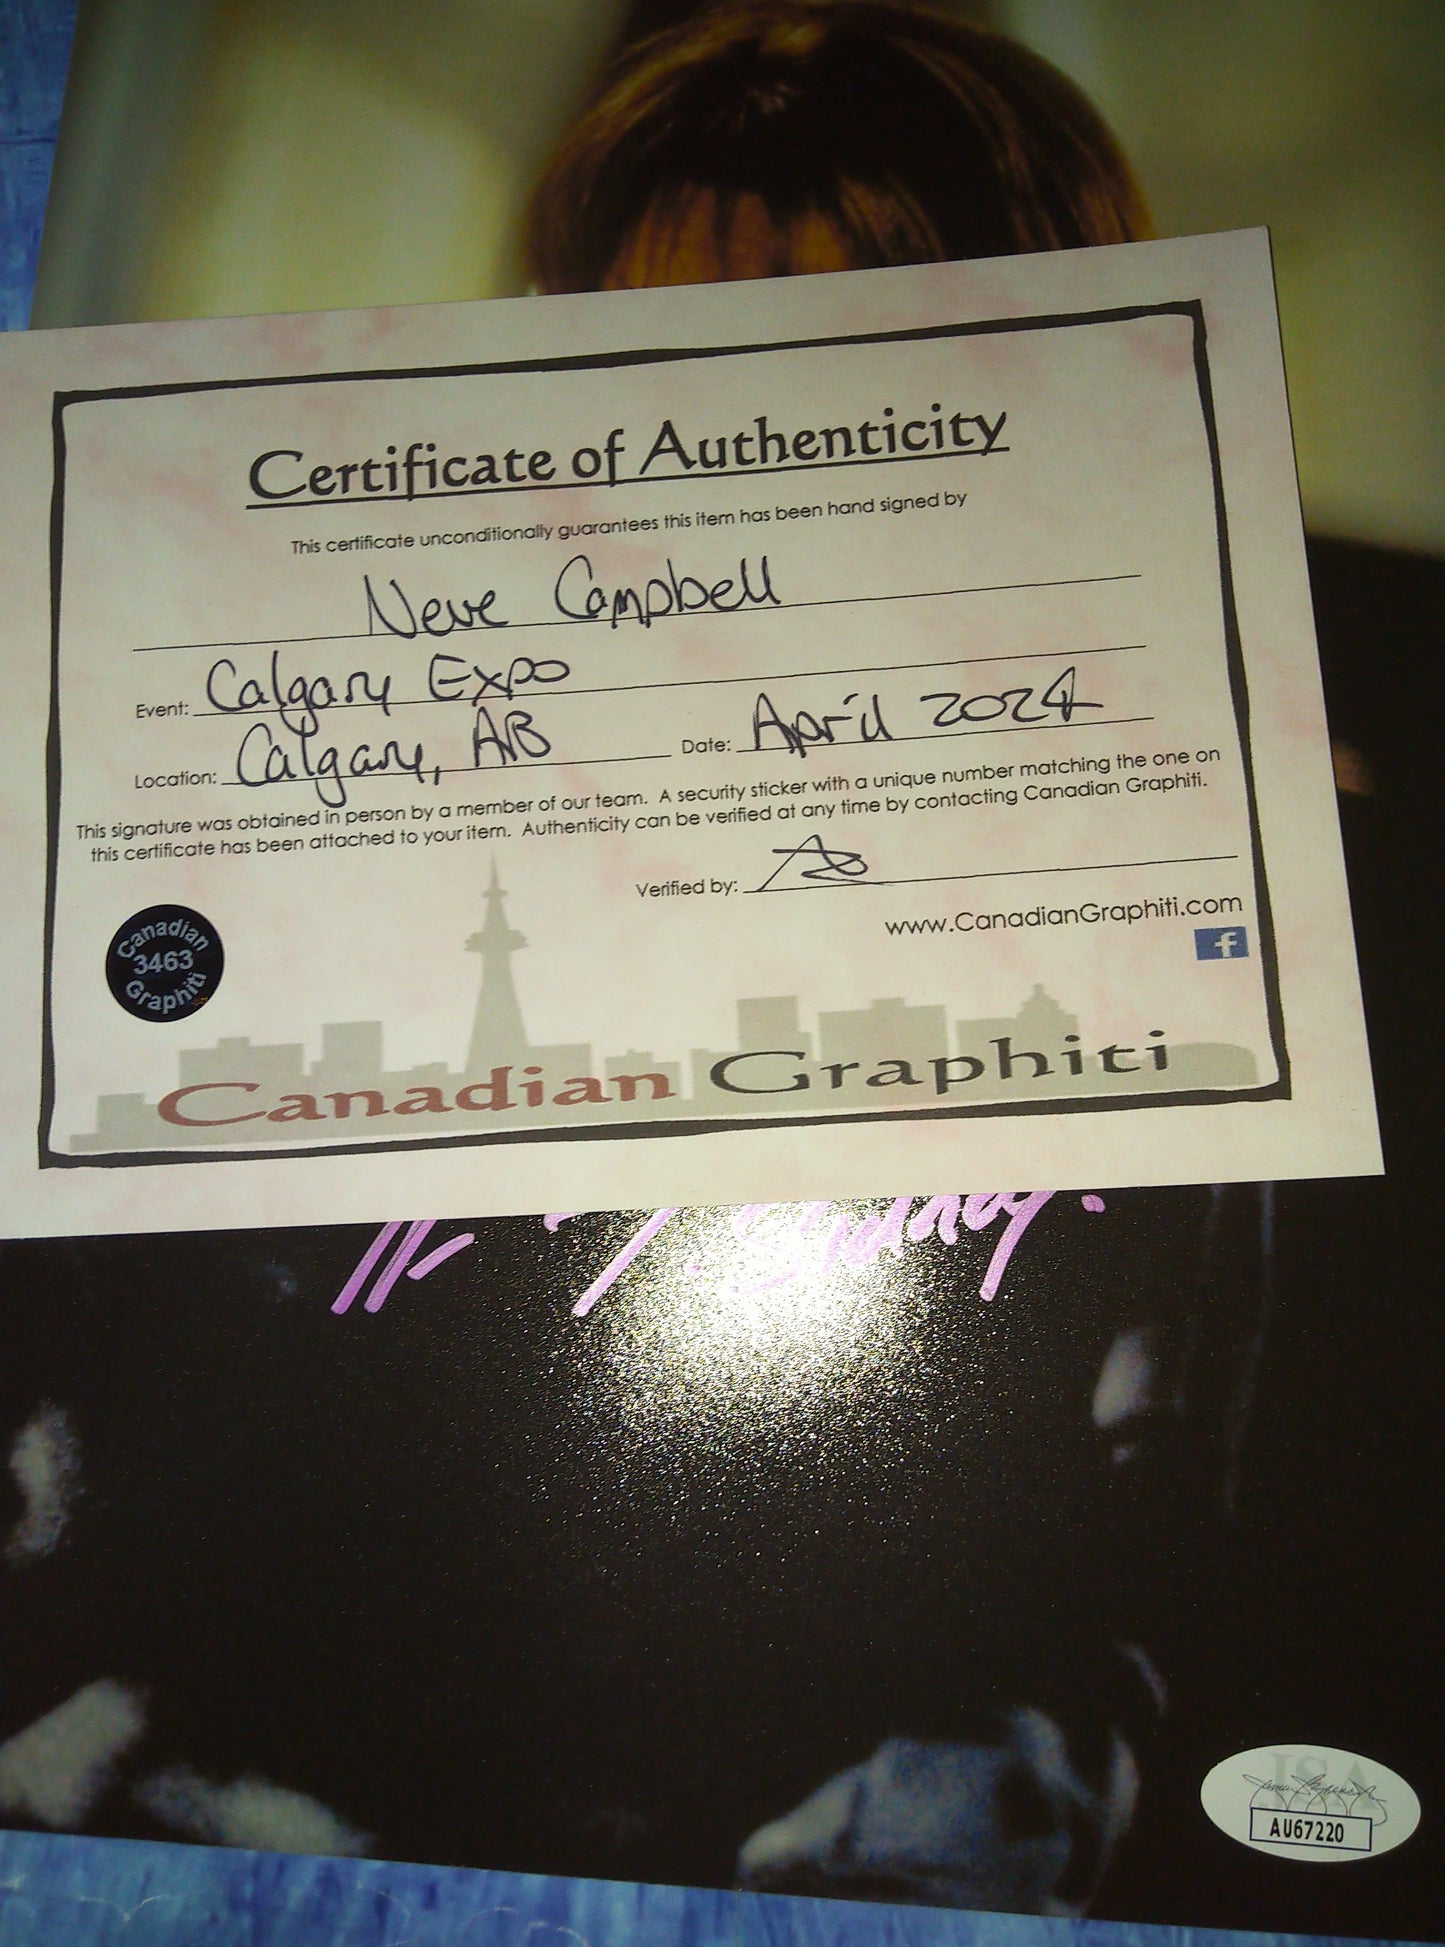 Certificate of Authenticity
This certificate unconditionally guarantees this item has been hand signed by
Neve Campbell
Event: Calgary Expo
Location: Calgary, AB Date: April 2024
This signature was obtained in person by a member of our team. A security sticker with a unique number matching the one on
this certificate has been attached to your item. Authenticity can be verified at any time by contacting Canadian Graphiti.
Verified by:
www.CanadianGraphiti.com
f
Canadian
3463
Graphiti
Canadian Graphiti
Sidney.
JSA
AU67220